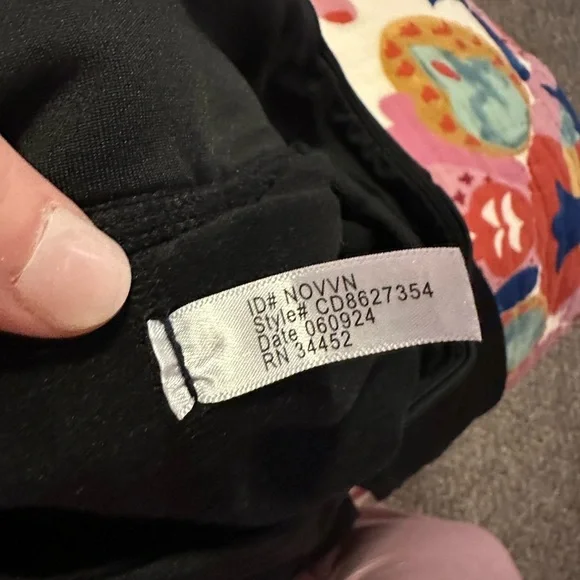 ID# NOVVN
Style# CD8627354
Date 060924
RN 34452